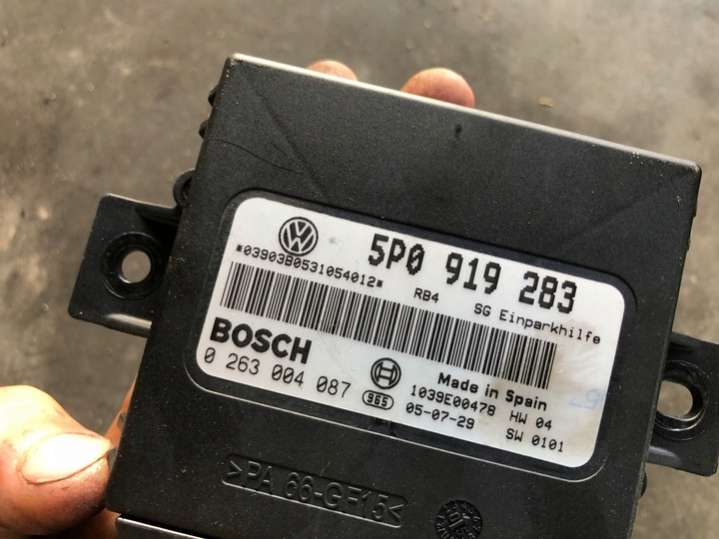 5P0 919 283
*03903B0531054012*
RB4 SG Einparkhilfe
BOSCH
0 263 004 087
965
Made in Spain
1039E00478 HW 04
05-07-29 SW 0101
>PA 66-GF15<